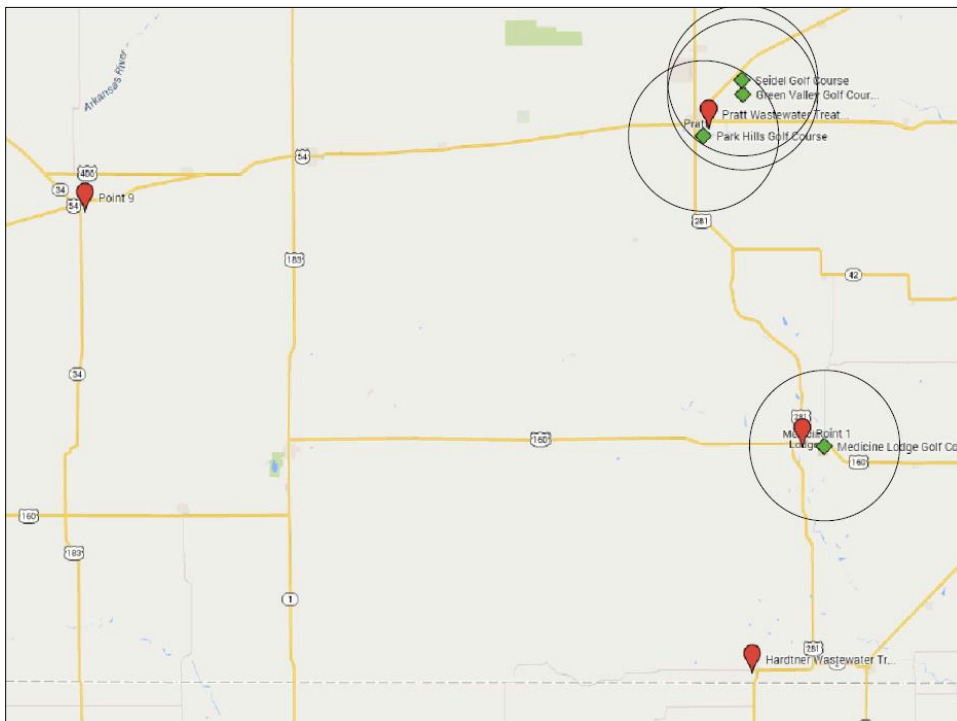 Arkansas River
Seidel Golf Course
Green Valley Golf Cour...
Pratt Wastewater Treat...
Pratt
Park Hills Golf Course
54
400
34
54
Point 9
281
183
42
34
281
Point 1
Lodge
Medicine Lodge Golf Co
160
160
160
183
1
281
Hardtner Wastewater Tr...